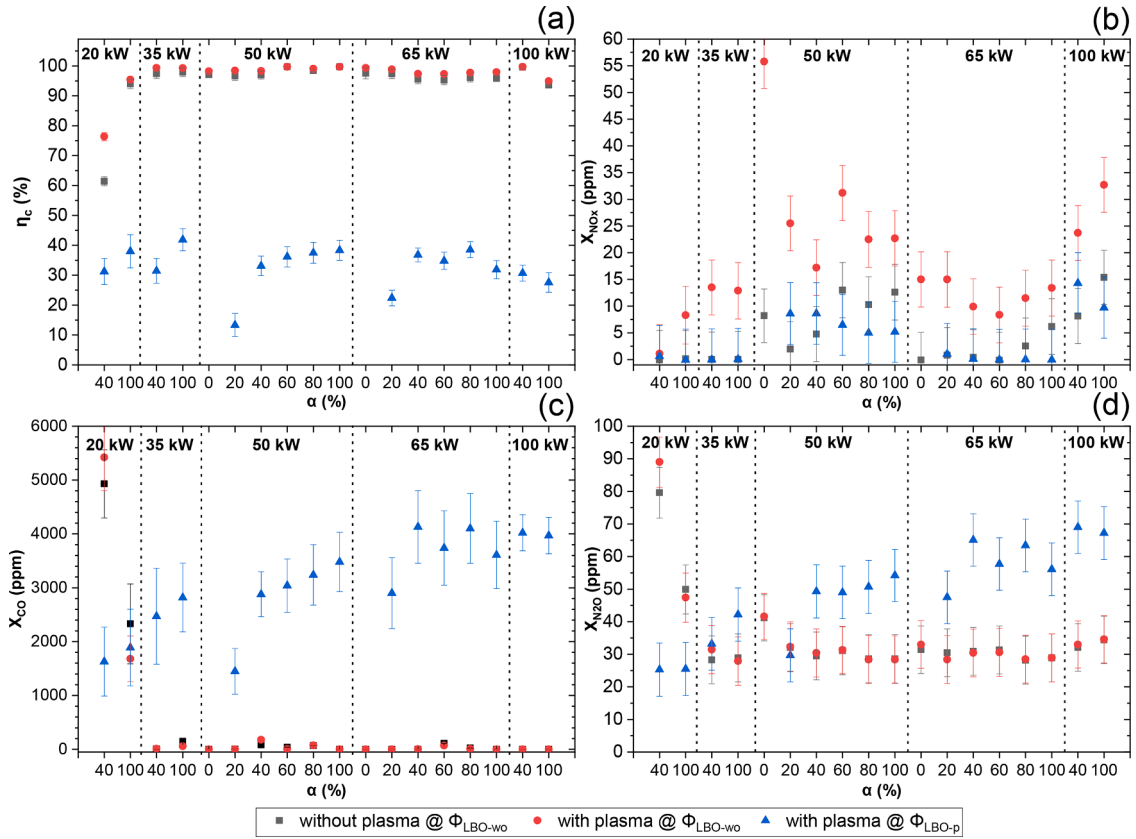 (a)
20 kW 35 kW 50 kW 65 kW 100 kW
100
90
80
70
60
50
40
30
20
10
0
η_c (%)
40 100 40 100 0 20 40 60 80 100 0 20 40 60 80 100 40 100
α (%)
(b)
20 kW 35 kW 50 kW 65 kW 100 kW
60
55
50
45
40
35
30
25
20
15
10
5
0
X_NOx (ppm)
40 100 40 100 0 20 40 60 80 100 0 20 40 60 80 100 40 100
α (%)
(c)
20 kW 35 kW 50 kW 65 kW 100 kW
6000
5000
4000
3000
2000
1000
0
X_CO (ppm)
40 100 40 100 0 20 40 60 80 100 0 20 40 60 80 100 40 100
α (%)
(d)
20 kW 35 kW 50 kW 65 kW 100 kW
100
90
80
70
60
50
40
30
20
10
0
X_N2O (ppm)
40 100 40 100 0 20 40 60 80 100 0 20 40 60 80 100 40 100
α (%)
without plasma @ Φ_LBO-wo with plasma @ Φ_LBO-wo with plasma @ Φ_LBO-p